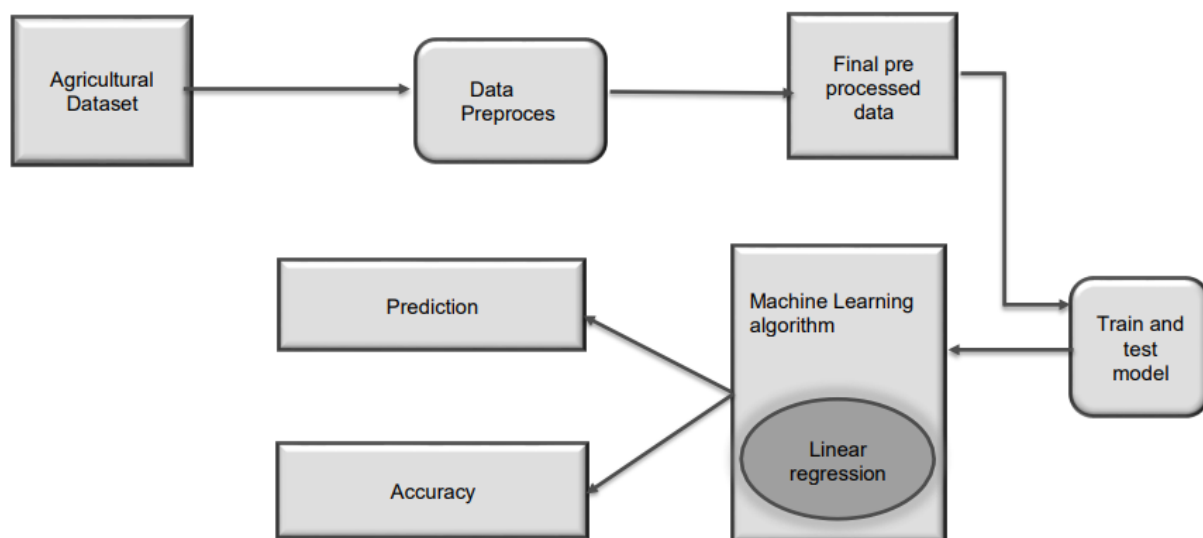 Agricultural
Dataset
Data
Preproces
Final pre
processed
data
Train and
test
model
Machine Learning
algorithm
Linear
regression
Prediction
Accuracy